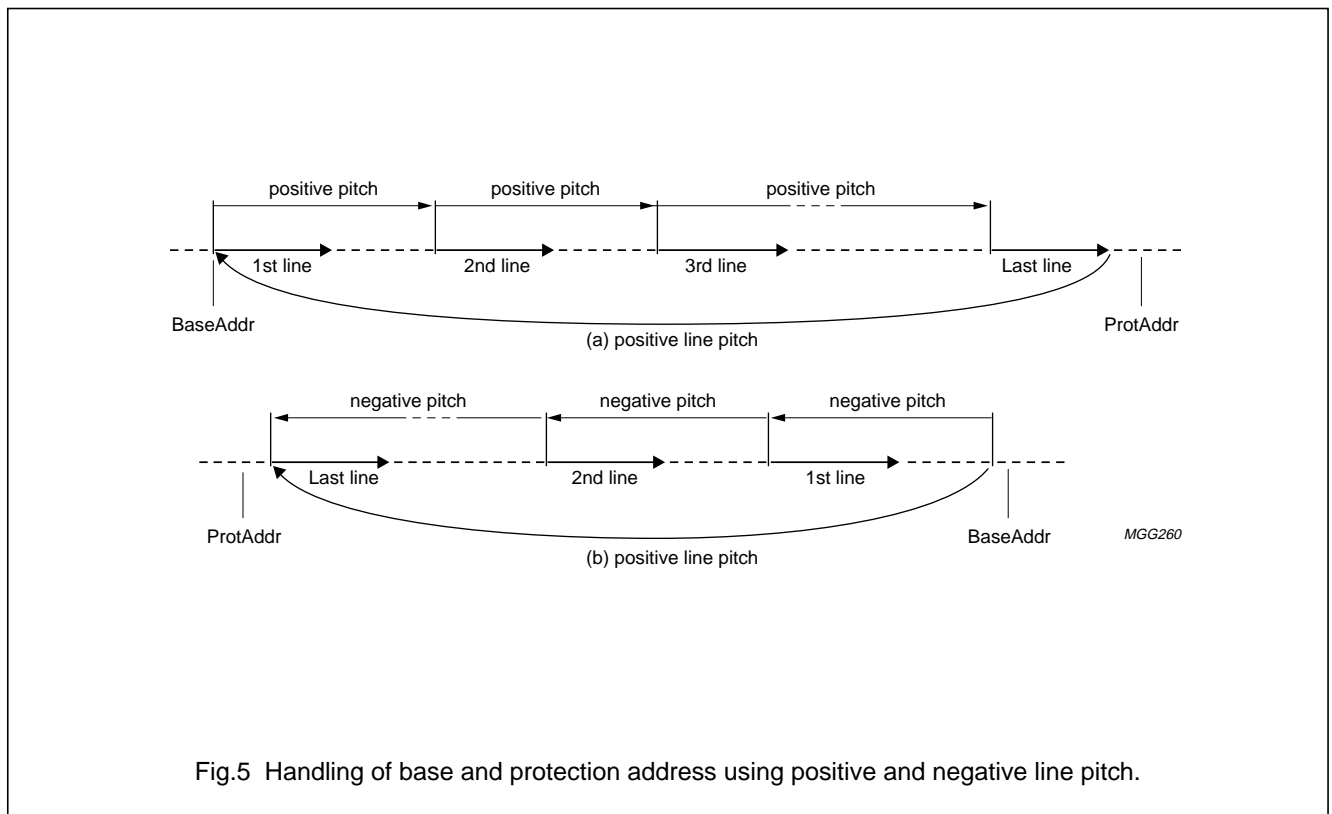 positive pitch positive pitch positive pitch
1st line 2nd line 3rd line Last line
BaseAddr ProtAddr
(a) positive line pitch
negative pitch negative pitch negative pitch
Last line 2nd line 1st line
ProtAddr BaseAddr MGG260
(b) positive line pitch
Fig.5 Handling of base and protection address using positive and negative line pitch.